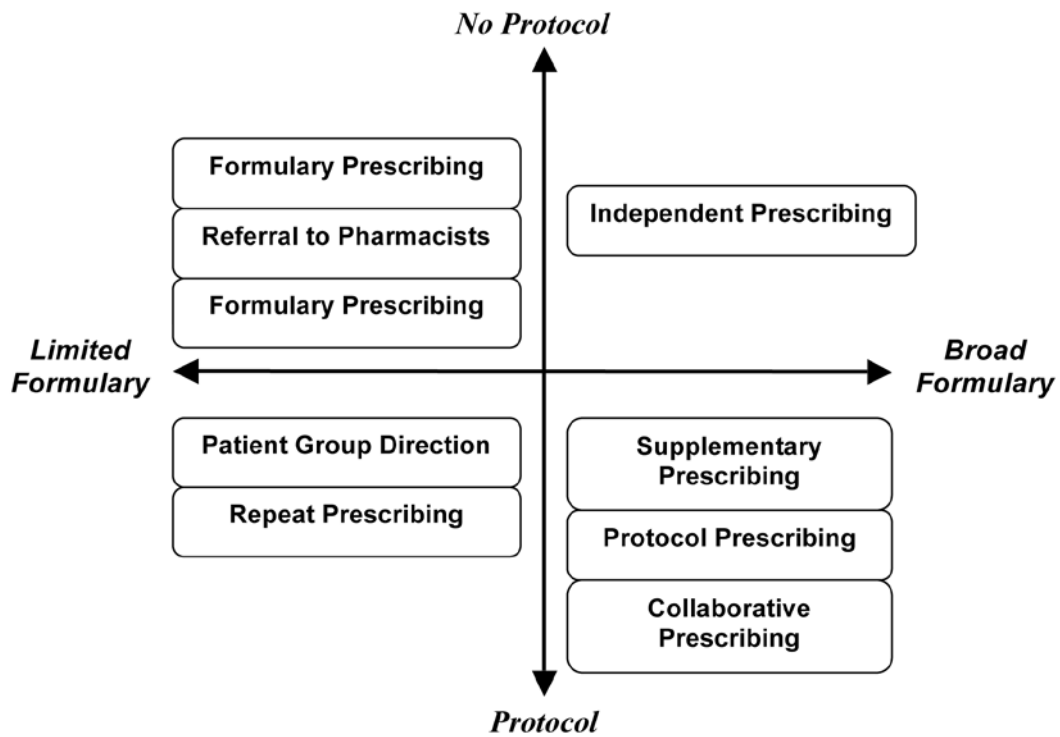 No Protocol
Formulary Prescribing
Referral to Pharmacists
Formulary Prescribing
Independent Prescribing
Limited
Formulary
Broad
Formulary
Patient Group Direction
Repeat Prescribing
Supplementary
Prescribing
Protocol Prescribing
Collaborative
Prescribing
Protocol